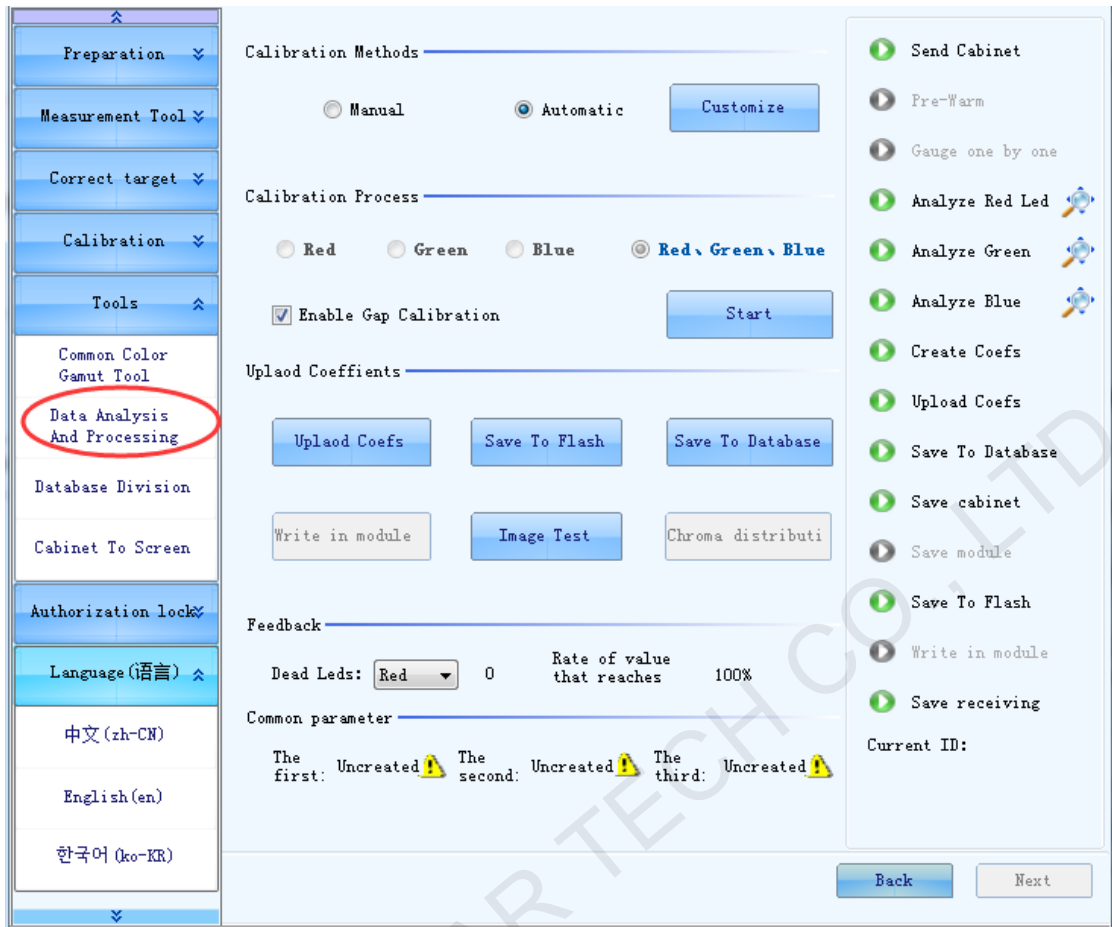 Preparation
Measurement Tool
Correct target
Calibration
Tools
Common Color
Gamut Tool
Data Analysis
And Processing
Database Division
Cabinet To Screen
Authorization lock
Language(语言)
中文(zh-CN)
English(en)
한국어(ko-KR)
Calibration Methods
Manual
Automatic
Customize
Calibration Process
Red
Green
Blue
Red、Green、Blue
Enable Gap Calibration
Start
Uplaod Coeffients
Uplaod Coefs
Save To Flash
Save To Database
Write in module
Image Test
Chroma distributi
Feedback
Dead Leds:
Red
0
Rate of value
that reaches
100%
Common parameter
The
first:
Uncreated
The
second:
Uncreated
The
third:
Uncreated
Send Cabinet
Pre-Warm
Gauge one by one
Analyze Red Led
Analyze Green
Analyze Blue
Create Coefs
Upload Coefs
Save To Database
Save cabinet
Save module
Save To Flash
Write in module
Save receiving
Current ID:
Back
Next
AR TECH CO., LTD